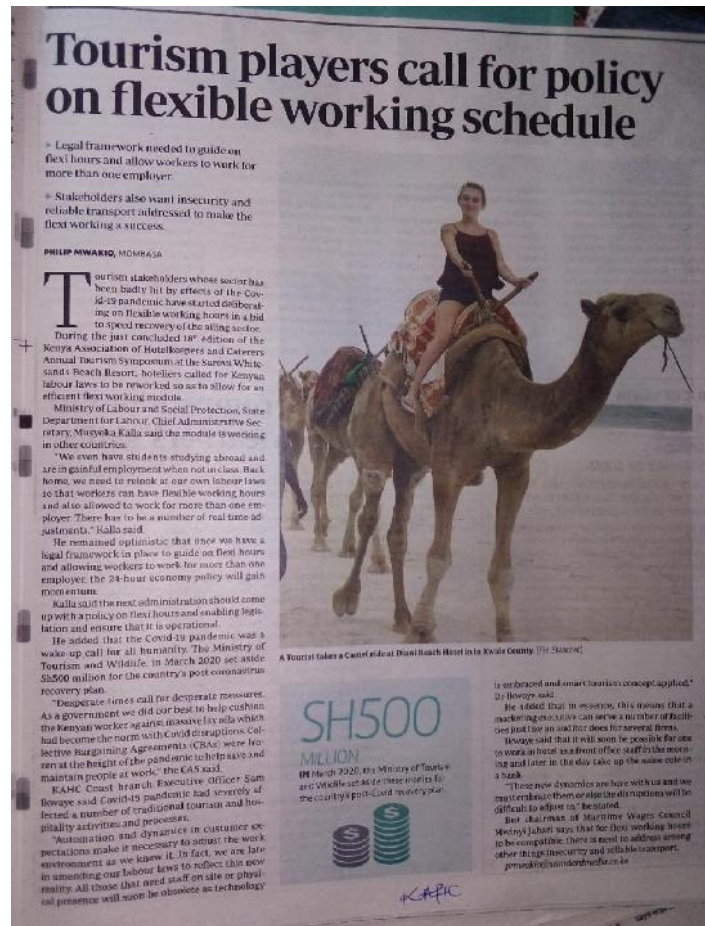 Tourism players call for policy
on flexible working schedule
Legal framework needed to guide on
flexi hours and allow workers to work for
more than one employer
Stakeholders also want insecurity and
reliable transport addressed to make the
flexi working a success.
PHILIP MWAKIO, MOMBASA
Tourism stakeholders whose sector has
been badly hit by effects of the Cov-
id-19 pandemic have started deliberat-
ing on flexible working hours in a bid
to speed recovery of the ailing sector.
During the just concluded 18th edition of the
Kenya Association of Hotelkeepers and Caterers
Annual Tourism Symposium at the Sarova White-
sands Beach Resort, hoteliers called for Kenyan
labour laws to be reworked so as to allow for an
efficient flexi working module.
Ministry of Labour and Social Protection, State
Department for Labour, Chief Administrative Sec-
retary, Musyoka Kalla said the module is working
in other countries.
"We even have students studying abroad and
are in gainful employment when not in class. Back
home, we need to relook at our own labour laws
so that workers can have flexible working hours
and also allowed to work for more than one em-
ployer. There has to be a number of real time ad-
justments," Kalla said.
He remained optimistic that once we have a
legal framework in place to guide on flexi hours
and allowing workers to work for more than one
employer, the 24-hour economy policy will gain
momentum.
Kalla said the next administration should come
up with a policy on flexi hours and enabling legis-
lation and ensure that it is operational.
He added that the Covid-19 pandemic was a
wake-up call for all humanity. The Ministry of
Tourism and Wildlife, in March 2020 set aside
Sh500 million for the country's post coronavirus
recovery plan.
"Desperate times call for desperate measures.
As a government we did our best to help cushion
the Kenyan worker against massive lay offs which
had become the norm with Covid disruptions. Col-
lective Bargaining Agreements (CBAs) were fro-
zen at the height of the pandemic to help save and
maintain people at work," the CAS said.
KAHC Coast branch Executive Officer Sam
Ikwaye said Covid-19 pandemic had severely af-
fected a number of traditional tourism and hos-
pitality activities and processes.
"Automation and dynamics in customer ex-
pectations make it necessary to adjust the work
environment as we knew it. In fact, we are late
in amending our labour laws to reflect this new
reality. All those that need staff on site or physi-
cal presence will soon be obsolete as technology
A Tourist takes a Camel ride at Diani Beach Hotel in in Kwale County. [File, Standard]
SH500
MILLION
IN March 2020, the Ministry of Tourism
and Wildlife set aside these monies for
the country's post-Covid recovery plan
is embraced and smart tourism concept applied,"
Dr Ikwaye said.
He added that in essence, this means that a
marketing executive can serve a number of facili-
ties just like an auditor does for several firms.
Ikwaye said that it will soon be possible for one
to work in hotel as a front office staff in the morn-
ing and later in the day take up the same role in
a bank.
"These new dynamics are here with us and we
must embrace them or else the disruptions will be
difficult to adjust to," he stated.
But chairman of Maritime Wages Council
Mwinyi Jahazi says that for flexi working hours
to be compatible, there is need to address among
other things insecurity and reliable transport.
pmwakio@standardmedia.co.ke